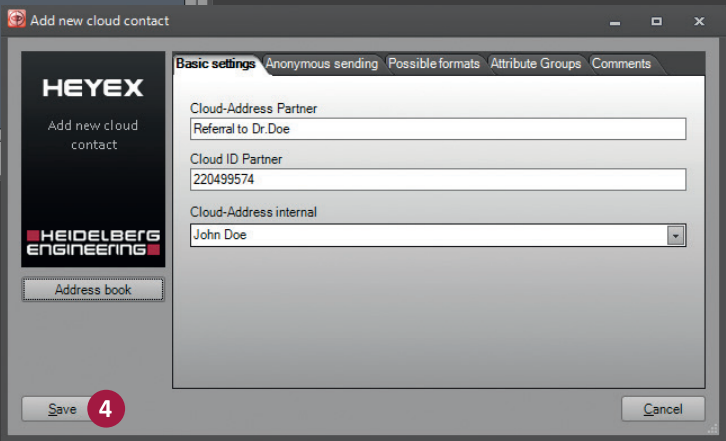 Add new cloud contact
HEYEX
Add new cloud
contact
HEIDELBERG
ENGINEERING
Address book
Basic settings Anonymous sending Possible formats Attribute Groups Comments
Cloud-Address Partner
Referral to Dr.Doe
Cloud ID Partner
220499574
Cloud-Address internal
John Doe
Save 4 Cancel